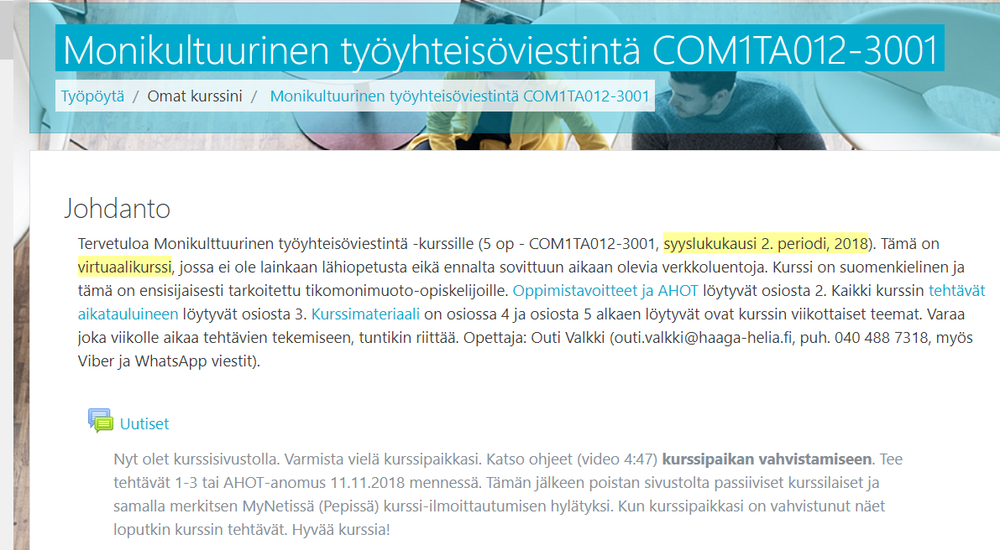 Monikultuurinen työyhteisöviestintä COM1TA012-3001
Työpöytä / Omat kurssini / Monikultuurinen työyhteisöviestintä COM1TA012-3001
Johdanto
Tervetuloa Monikulttuurinen työyhteisöviestintä -kurssille (5 op - COM1TA012-3001, syyslukukausi 2. periodi, 2018). Tämä on
virtuaalikurssi, jossa ei ole lainkaan lähiopetusta eikä ennalta sovittuun aikaan olevia verkkoluentoja. Kurssi on suomenkielinen ja
tämä on ensisijaisesti tarkoitettu tikomonimuoto-opiskelijoille. Oppimistavoitteet ja AHOT löytyvät osiosta 2. Kaikki kurssin tehtävät
aikatauluineen löytyvät osiosta 3. Kurssimateriaali on osiossa 4 ja osiosta 5 alkaen löytyvät ovat kurssin viikottaiset teemat. Varaa
joka viikolle aikaa tehtävien tekemiseen, tuntikin riittää. Opettaja: Outi Valkki (outi.valkki@haaga-helia.fi, puh. 040 488 7318, myös
Viber ja WhatsApp viestit).
Uutiset
Nyt olet kurssisivustolla. Varmista vielä kurssipaikkasi. Katso ohjeet (video 4:47) kurssipaikan vahvistamiseen. Tee
tehtävät 1-3 tai AHOT-anomus 11.11.2018 mennessä. Tämän jälkeen poistan sivustolta passiiviset kurssilaiset ja
samalla merkitsen MyNetissä (Pepissä) kurssi-ilmoittautumisen hylätyksi. Kun kurssipaikkasi on vahvistunut näet
loputkin kurssin tehtävät. Hyvää kurssia!